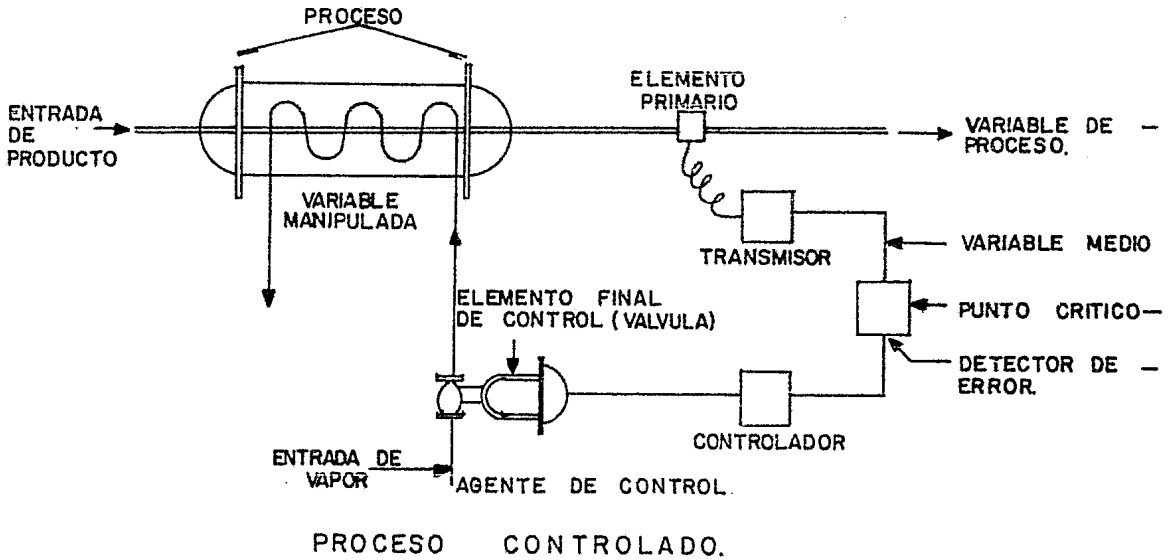 PROCESO
ENTRADA
DE
PRODUCTO
ELEMENTO
PRIMARIO
VARIABLE DE —
PROCESO.
VARIABLE
MANIPULADA
TRANSMISOR
VARIABLE MEDIO
ELEMENTO FINAL
DE CONTROL (VALVULA)
PUNTO CRITICO—
DETECTOR DE —
ERROR.
CONTROLADOR
ENTRADA DE
VAPOR
AGENTE DE CONTROL.
PROCESO CONTROLADO.